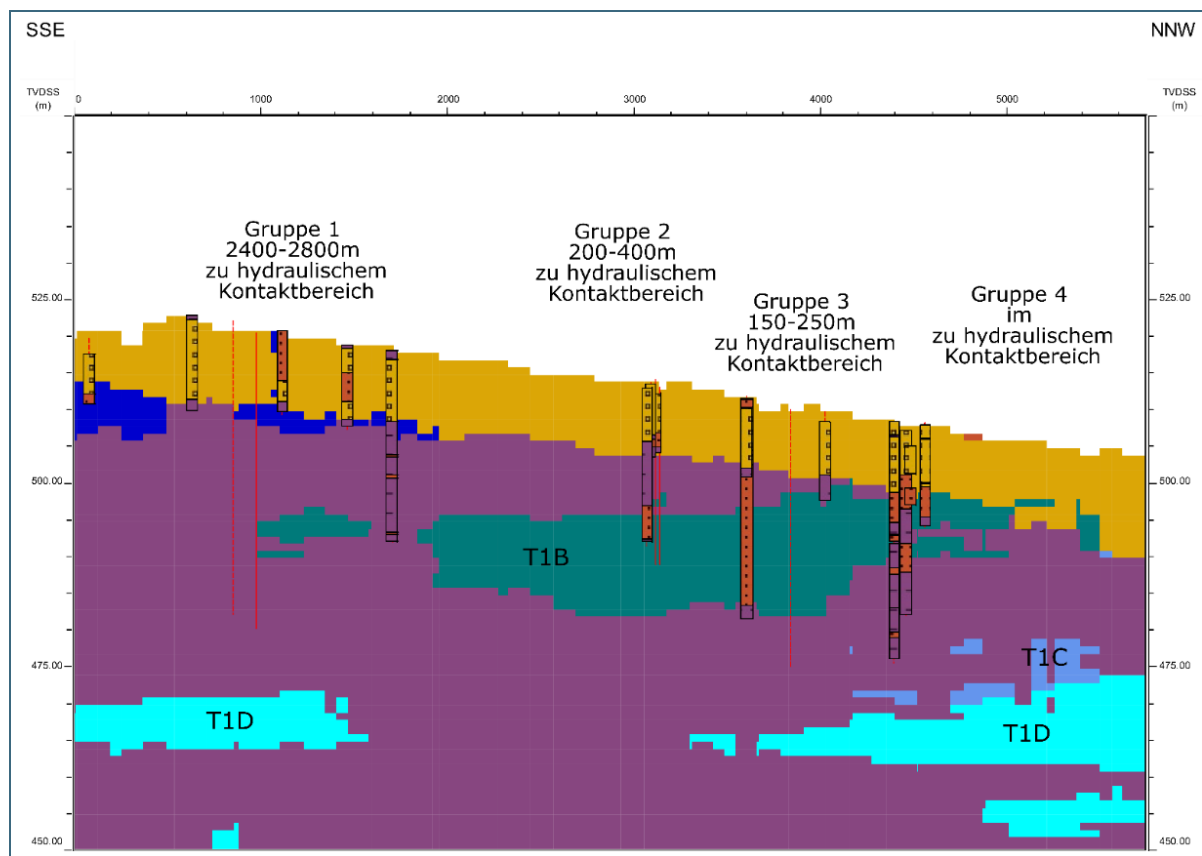 SSE
NNW
TVDSS
(m)
0
1000
2000
3000
4000
5000
TVDSS
(m)
Gruppe 1
2400-2800m
zu hydraulischem
Kontaktbereich
Gruppe 2
200-400m
zu hydraulischem
Kontaktbereich
Gruppe 3
150-250m
zu hydraulischem
Kontaktbereich
Gruppe 4
im
zu hydraulischem
Kontaktbereich
525.00
525.00
500.00
500.00
T1B
475.00
475.00
T1C
T1D
T1D
450.00
450.00